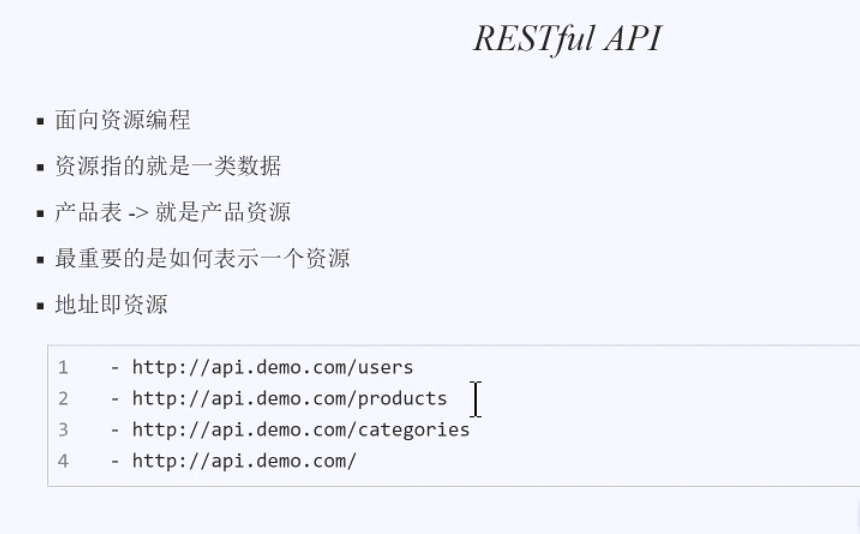 RESTful API
▪ 面向资源编程
▪ 资源指的就是一类数据
▪ 产品表 -> 就是产品资源
▪ 最重要的是如何表示一个资源
▪ 地址即资源
1 - http://api.demo.com/users
2 - http://api.demo.com/products
3 - http://api.demo.com/categories
4 - http://api.demo.com/